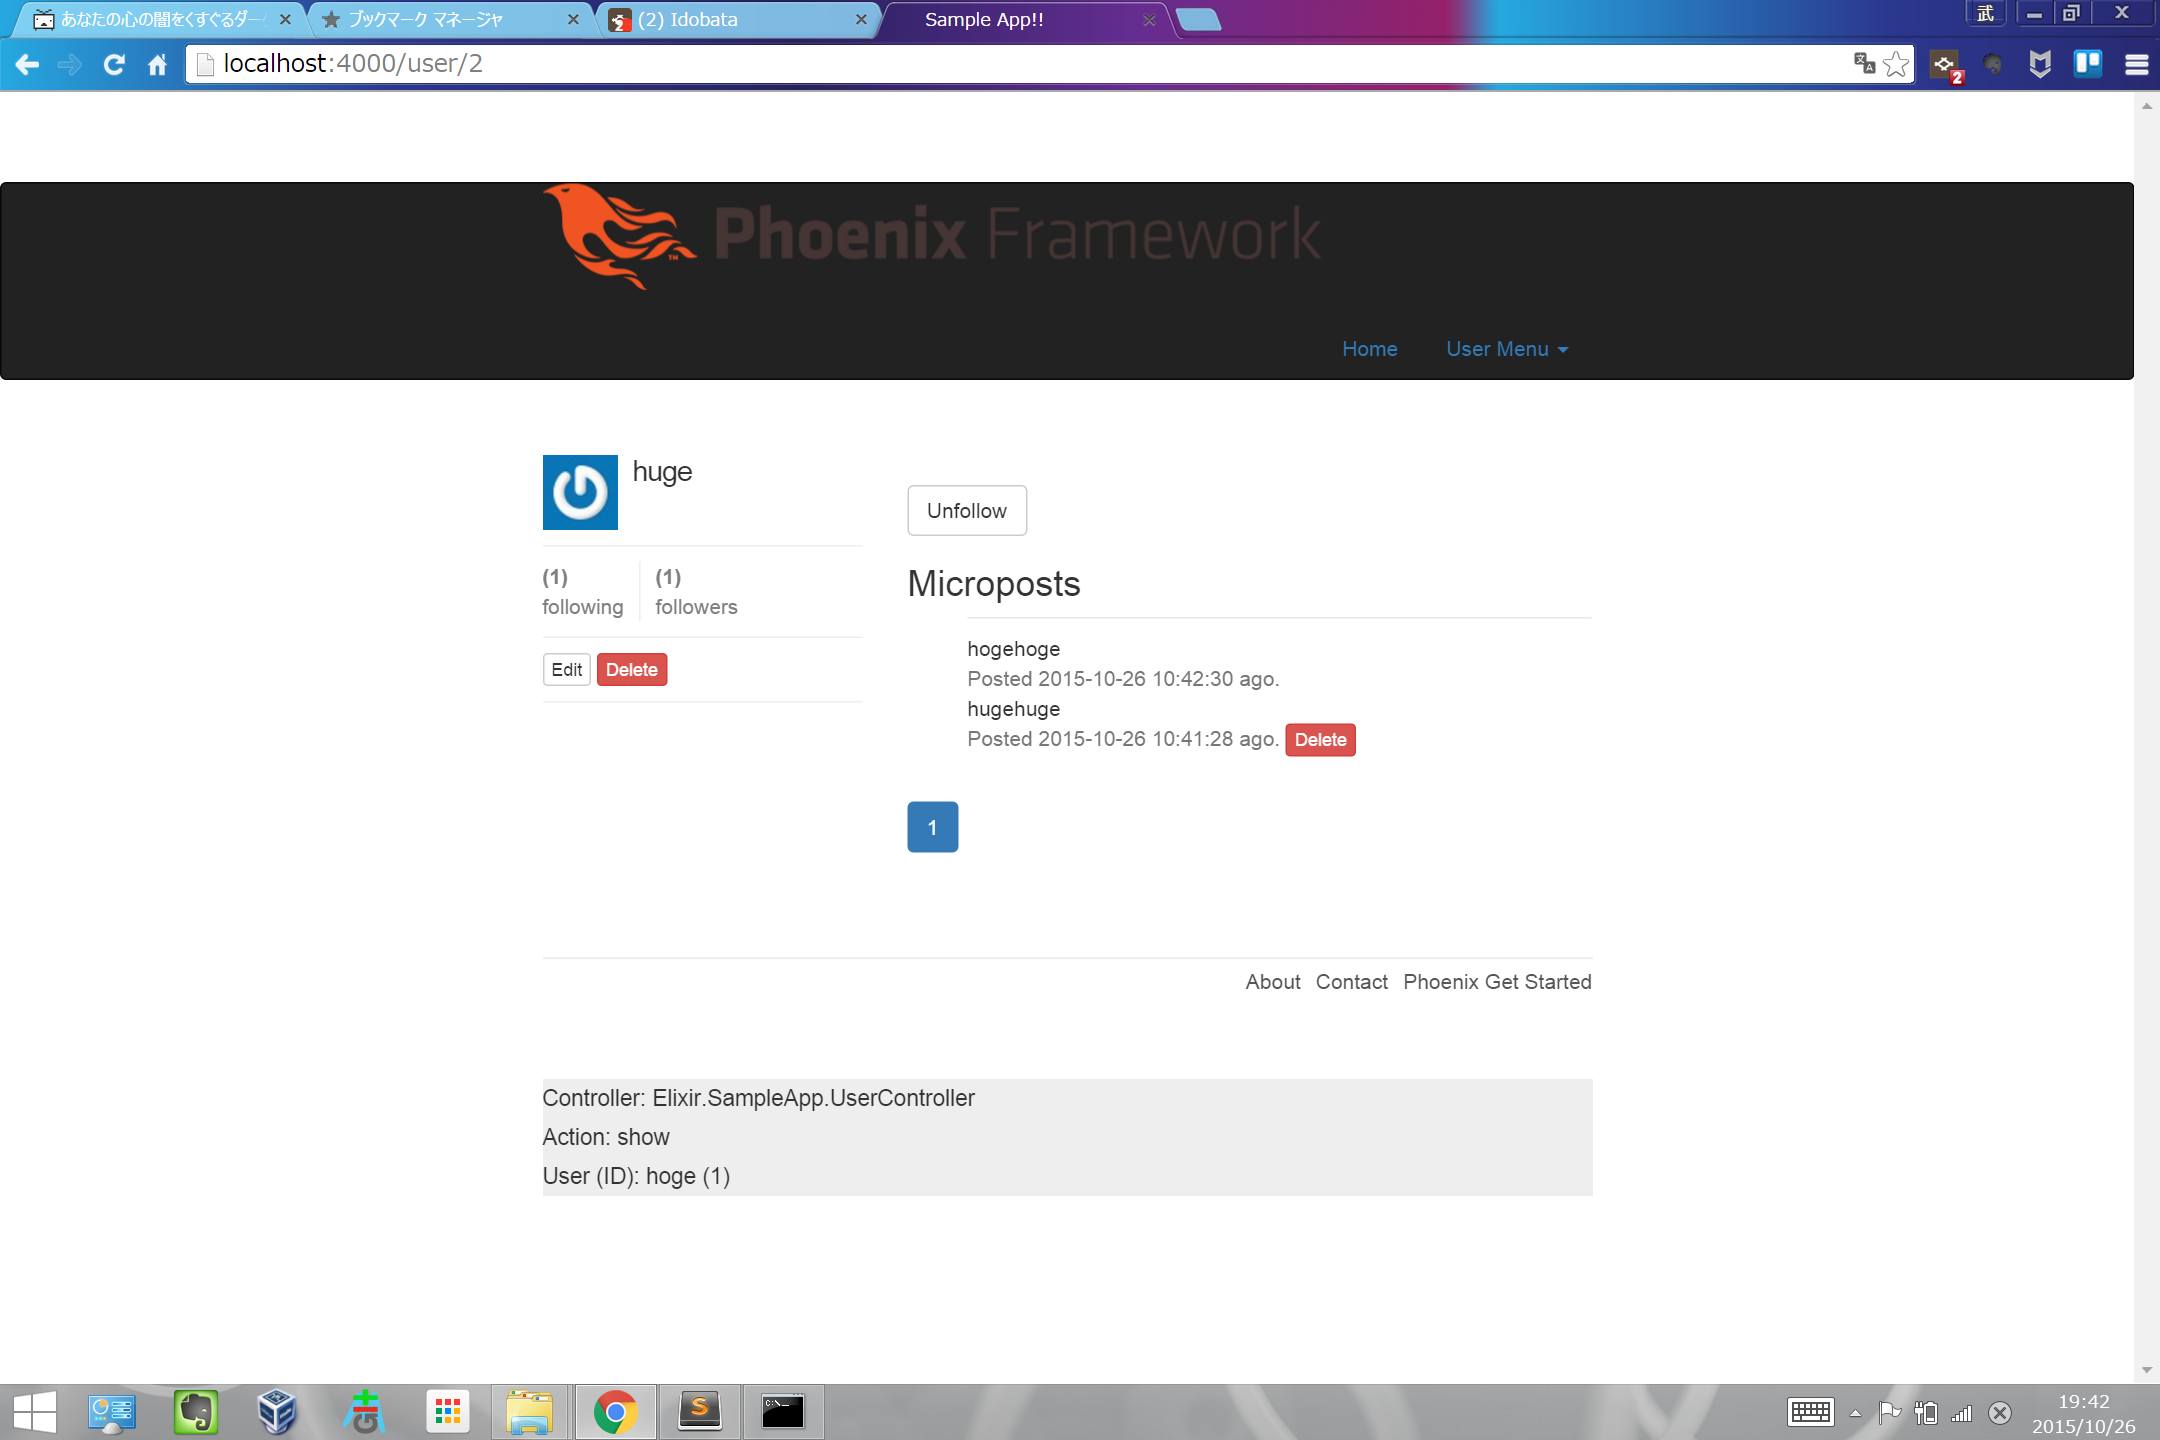 あなたの心の闇をくすぐるダー
ブックマーク マネージャ
(2) Idobata
Sample App!!
武
localhost:4000/user/2
2
Phoenix Framework
TM
Home
User Menu
huge
Unfollow
(1)
following
(1)
followers
Edit
Delete
Microposts
hogehoge
Posted 2015-10-26 10:42:30 ago.
hugehuge
Posted 2015-10-26 10:41:28 ago. Delete
1
About Contact Phoenix Get Started
Controller: Elixir.SampleApp.UserController
Action: show
User (ID): hoge (1)
19:42
2015/10/26